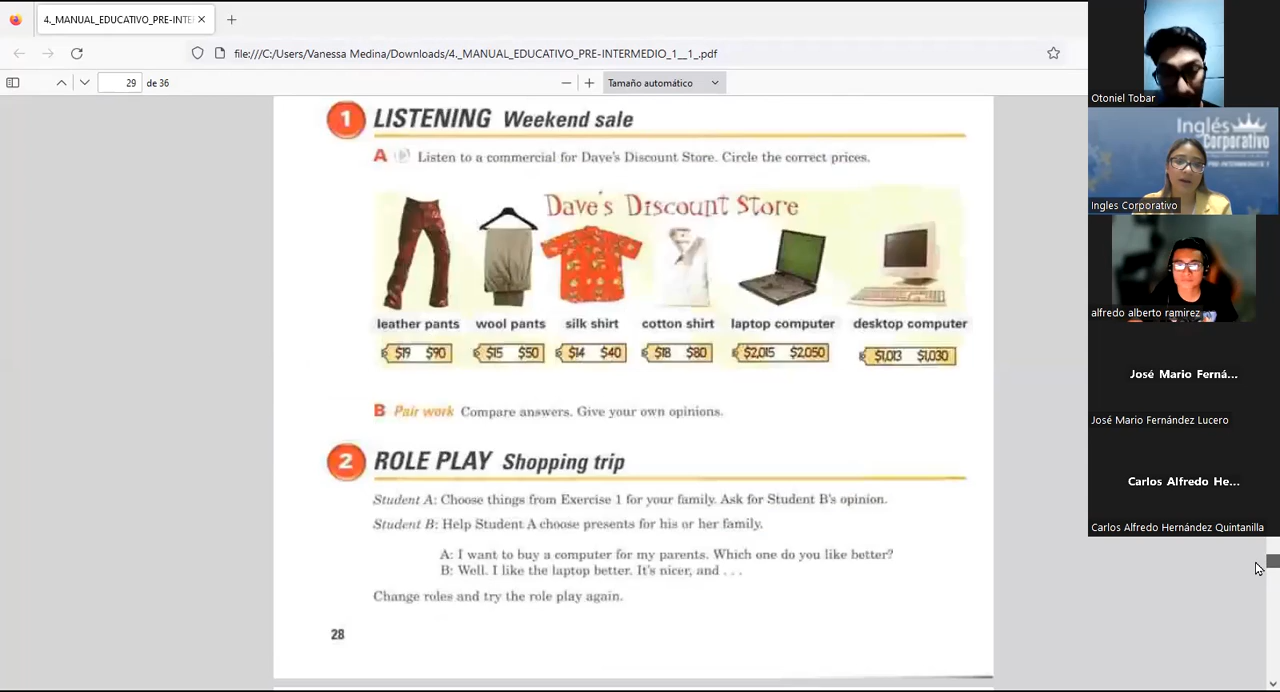 4._MANUAL_EDUCATIVO_PRE-INTE
file:///C:/Users/Vanessa Medina/Downloads/4._MANUAL_EDUCATIVO_PRE-INTERMEDIO_1__1_.pdf
29 de 36
Tamaño automático
1 LISTENING Weekend sale
A Listen to a commercial for Dave's Discount Store. Circle the correct prices.
Dave's Discount Store
leather pants wool pants silk shirt cotton shirt laptop computer desktop computer
$19 $90 $15 $50 $14 $40 $18 $80 $2,015 $2,050 $1,013 $1,030
B Pair work Compare answers. Give your own opinions.
2 ROLE PLAY Shopping trip
Student A: Choose things from Exercise 1 for your family. Ask for Student B's opinion.
Student B: Help Student A choose presents for his or her family.
A: I want to buy a computer for my parents. Which one do you like better?
B: Well. I like the laptop better. It's nicer, and . . .
Change roles and try the role play again.
28
Otoniel Tobar
Inglés
Corporativo
PRE-INTERMEDIATE 1
Ingles Corporativo
alfredo alberto ramirez
José Mario Ferná...
José Mario Fernández Lucero
Carlos Alfredo He...
Carlos Alfredo Hernández Quintanilla